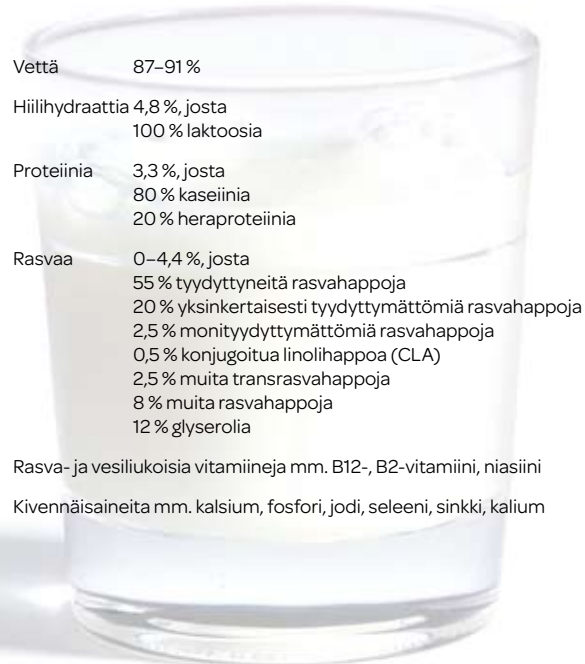 Vettä 87–91 %
Hiilihydraattia 4,8 %, josta
100 % laktoosia
Proteiinia 3,3 %, josta
80 % kaseiinia
20 % heraproteiinia
Rasvaa 0–4,4 %, josta
55 % tyydyttyneitä rasvahappoja
20 % yksinkertaisesti tyydyttymättömiä rasvahappoja
2,5 % monityydyttymättömiä rasvahappoja
0,5 % konjugoitua linolihappoa (CLA)
2,5 % muita transrasvahappoja
8 % muita rasvahappoja
12 % glyserolia
Rasva- ja vesiliukoisia vitamiineja mm. B12-, B2-vitamiini, niasiini
Kivennäisaineita mm. kalsium, fosfori, jodi, seleeni, sinkki, kalium